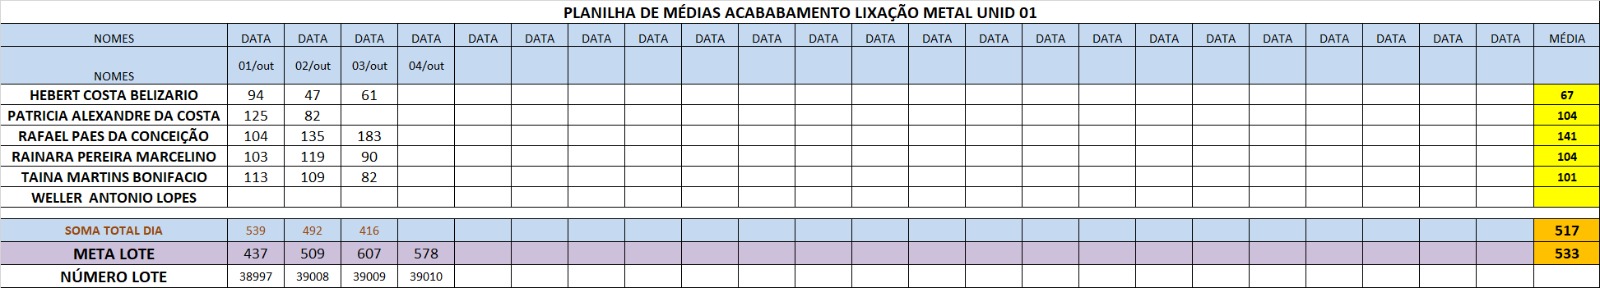 PLANILHA DE MÉDIAS ACABABAMENTO LIXAÇÃO METAL UNID 01
NOMES DATA DATA DATA DATA DATA DATA DATA DATA DATA DATA DATA DATA DATA DATA DATA DATA DATA DATA DATA DATA DATA DATA DATA MÉDIA
NOMES 01/out 02/out 03/out 04/out
HEBERT COSTA BELIZARIO 94 47 61 67
PATRICIA ALEXANDRE DA COSTA 125 82 104
RAFAEL PAES DA CONCEIÇÃO 104 135 183 141
RAINARA PEREIRA MARCELINO 103 119 90 104
TAINA MARTINS BONIFACIO 113 109 82 101
WELLER ANTONIO LOPES
SOMA TOTAL DIA 539 492 416 517
META LOTE 437 509 607 578 533
NÚMERO LOTE 38997 39008 39009 39010